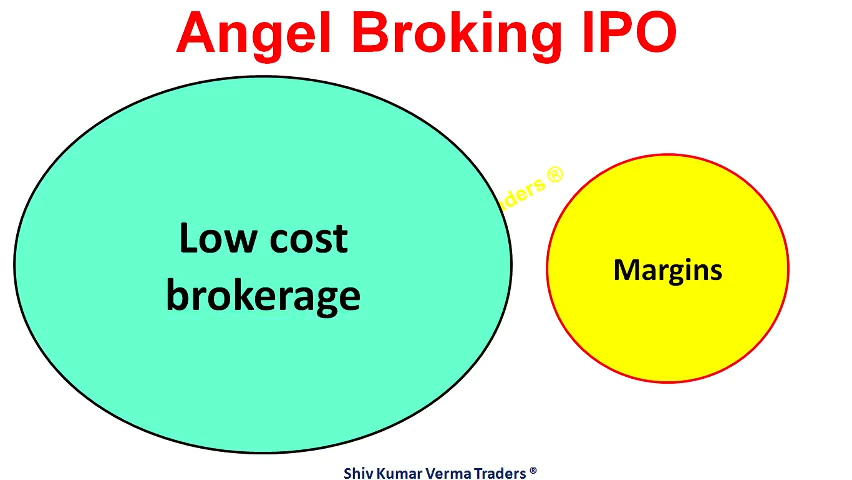 Angel Broking IPO
Low cost
brokerage
Margins
Shiv Kumar Verma Traders ®